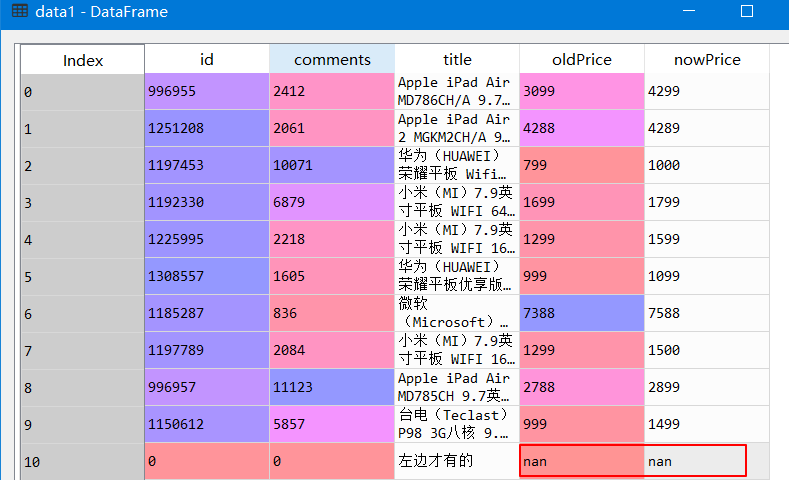 data1 - DataFrame
Index id comments title oldPrice nowPrice
0 996955 2412 Apple iPad Air MD786CH/A 9.7… 3099 4299
1 1251208 2061 Apple iPad Air 2 MGKM2CH/A 9… 4288 4289
2 1197453 10071 华为（HUAWEI）荣耀平板 Wifi… 799 1000
3 1192330 6879 小米（MI）7.9英寸平板 WIFI 64… 1699 1799
4 1225995 2218 小米（MI）7.9英寸平板 WIFI 16… 1299 1599
5 1308557 1605 华为（HUAWEI）荣耀平板优享版… 999 1099
6 1185287 836 微软（Microsoft）… 7388 7588
7 1197789 2084 小米（MI）7.9英寸平板 WIFI 16… 1299 1500
8 996957 11123 Apple iPad Air MD785CH 9.7英… 2788 2899
9 1150612 5857 台电（Teclast）P98 3G八核 9.… 999 1499
10 0 0 左边才有的 nan nan